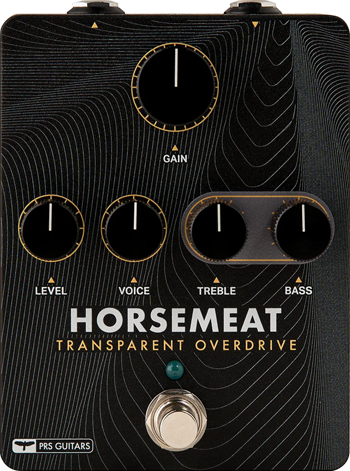 GAIN
LEVEL VOICE TREBLE BASS
HORSEMEAT
TRANSPARENT OVERDRIVE
PRS GUITARS